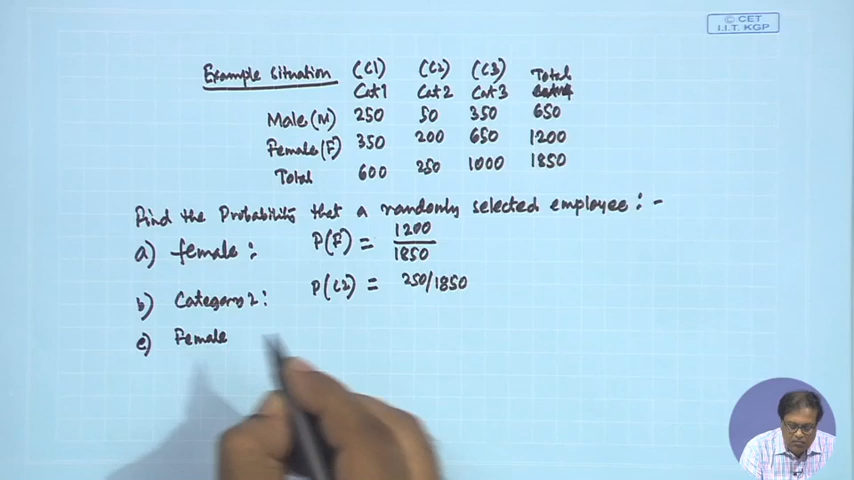 © CET
I.I.T. KGP
Example Situation (C1) (C2) (C3) Total
Cat1 Cat2 Cat3
Male (M) 250 50 350 650
Female (F) 350 200 650 1200
Total 600 250 1000 1850
Find the Probability that a randomly selected employee : -
a) female : P(F) = 1200/1850
b) Category 2 : P(C2) = 250/1850
c) Female